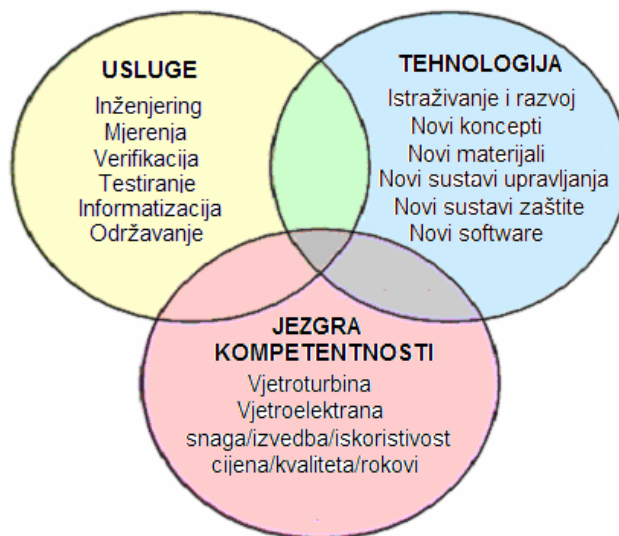 USLUGE
Inženjering
Mjerenja
Verifikacija
Testiranje
Informatizacija
Održavanje
TEHNOLOGIJA
Istraživanje i razvoj
Novi koncepti
Novi materijali
Novi sustavi upravljanja
Novi sustavi zaštite
Novi software
JEZGRA
KOMPETENTNOSTI
Vjetroturbina
Vjetroelektrana
snaga/izvedba/iskoristivost
cijena/kvaliteta/rokovi